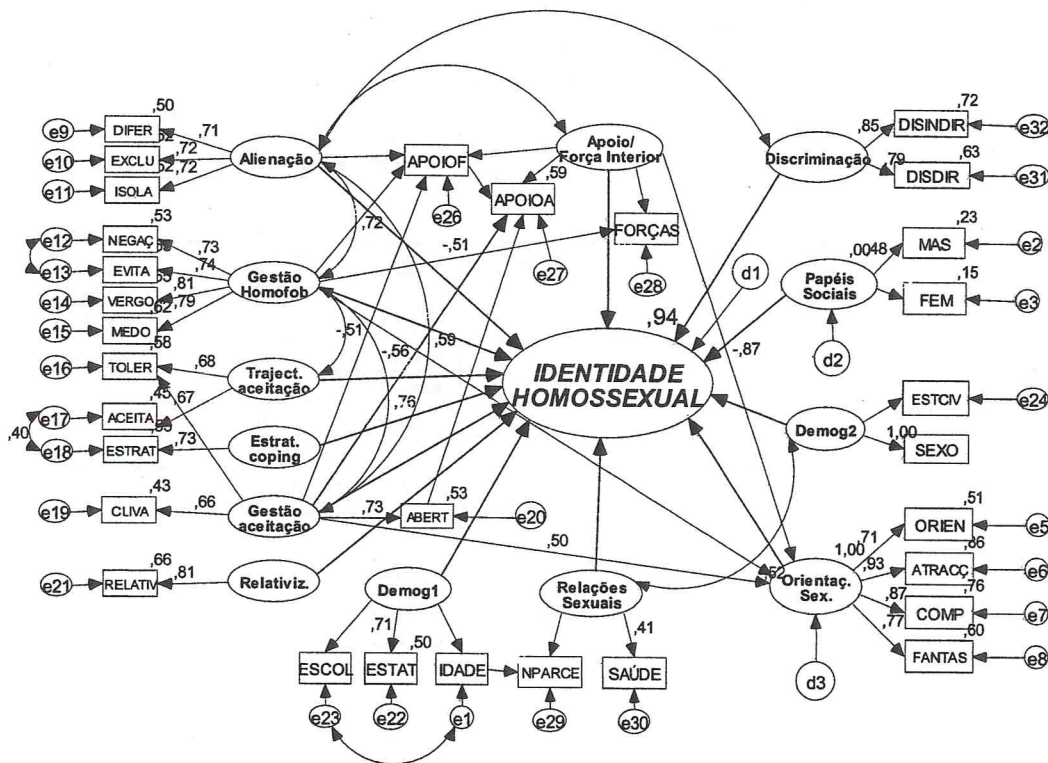 ,50
,72
e9
DIFER
,71
,85
DISINDIR
e32
e10
EXCLU
,72
Alienação
APOIOF
Apoio/
Força Interior
Discriminação
,79
,63
,72
DISDIR
e31
e11
ISOLA
,59
APOIOA
e26
,53
,72
-,51
FORÇAS
,23
e12
NEGAÇ
,73
e27
,00
,48
MAS
e2
e13
EVITA
,74
Gestão
Homofob
e28
d1
Papéis
Sociais
,15
FEM
e3
e14
VERGO
,81
,62
e15
MEDO
,79
,58
-,51
-,56
,59
,94
-,87
d2
e16
TOLER
,68
Traject.
aceitação
IDENTIDADE
HOMOSSEXUAL
,45
,67
,76
ESTCIV
e24
e17
ACEITA
Demog2
,40
e18
ESTRAT
,73
Estrat.
coping
1,00
SEXO
,43
,53
,51
e19
CLIVA
,66
Gestão
aceitação
,73
ABERT
e20
ORIEN
e5
,50
,71
1,00
,86
,66
,52
,93
ATRACÇ
e6
e21
RELATIV
,81
Relativiz.
Demog1
Relações
Sexuais
Orientaç.
Sex.
,87
,76
COMP
e7
,77
,60
,71
,50
,41
FANTAS
e8
ESCOL
ESTAT
IDADE
NPARCE
SAÚDE
d3
e23
e22
e1
e29
e30